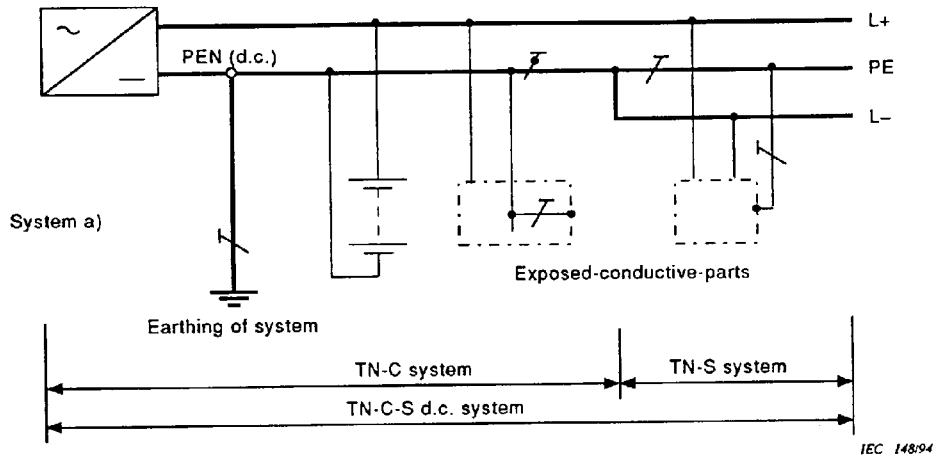 L+
PEN (d.c.)
PE
L–
System a)
Exposed-conductive-parts
Earthing of system
TN-C system
TN-S system
TN-C-S d.c. system
IEC 148/94